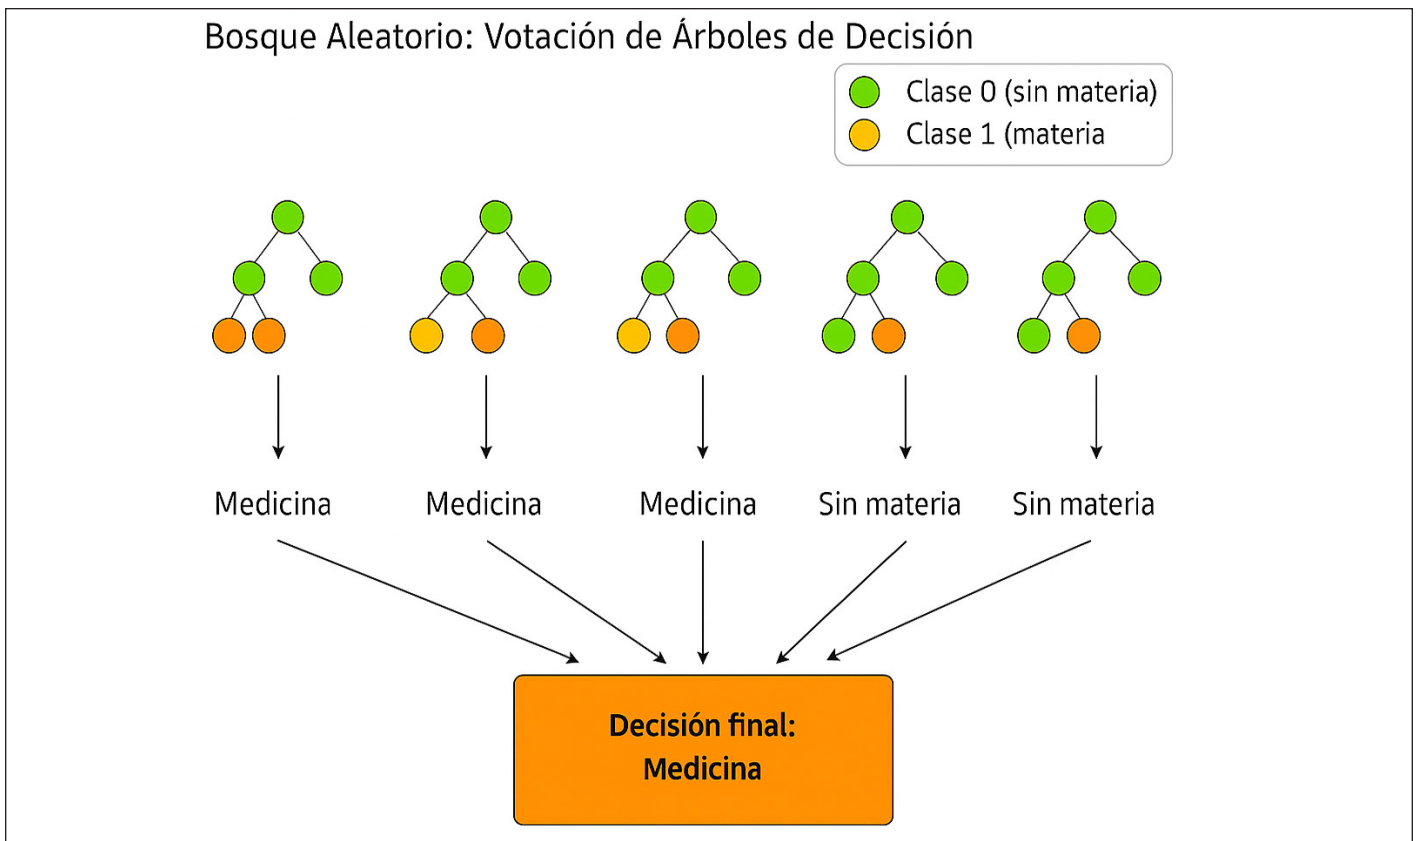 Bosque Aleatorio: Votación de Árboles de Decisión
Clase 0 (sin materia)
Clase 1 (materia
Medicina
Medicina
Medicina
Sin materia
Sin materia
Decisión final:
Medicina